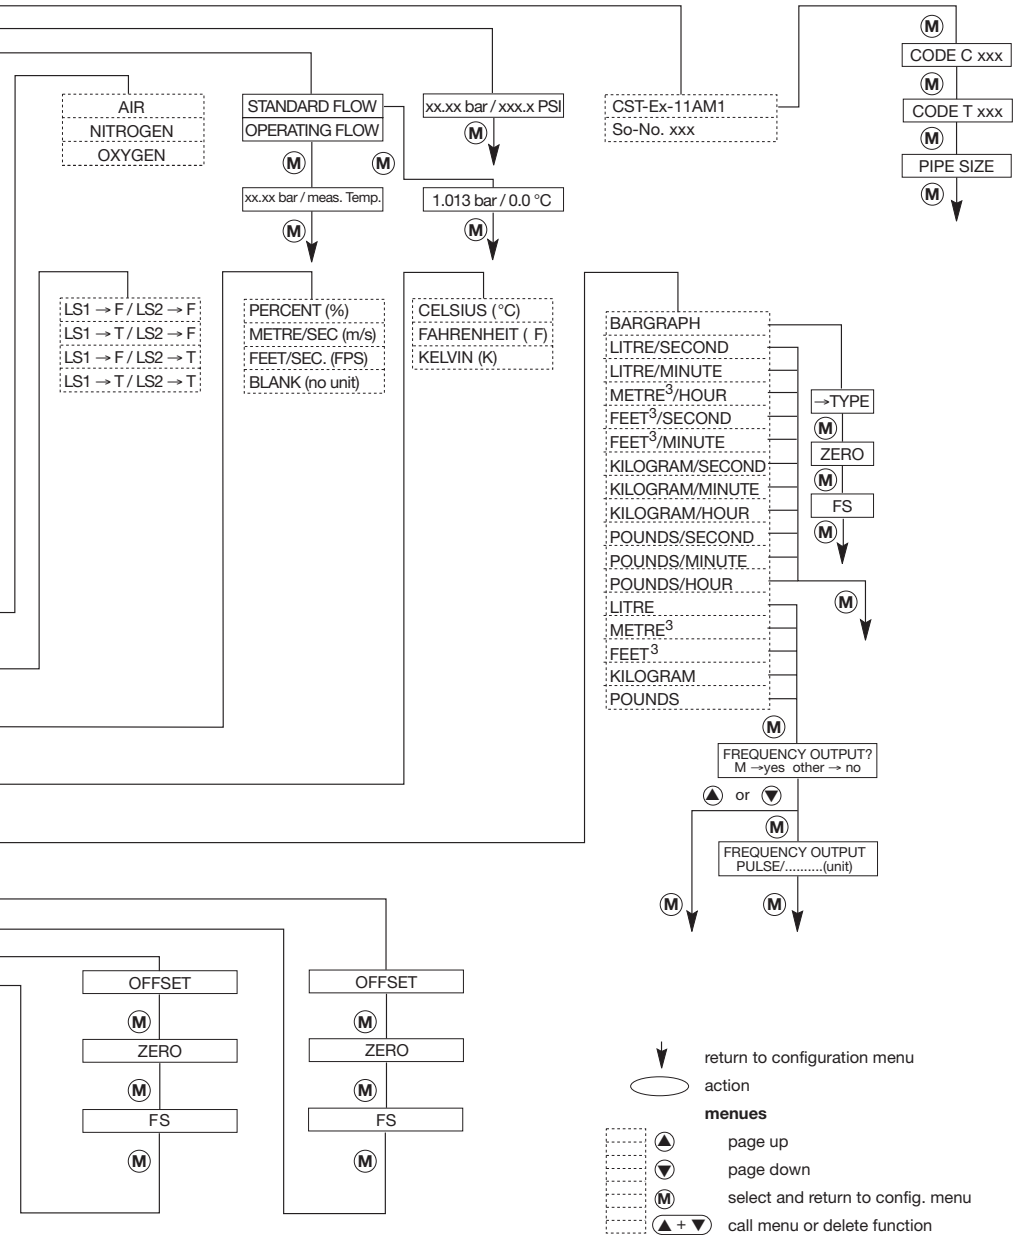 M
CODE C xxx
M
CODE T xxx
M
PIPE SIZE
M
AIR
NITROGEN
OXYGEN
STANDARD FLOW
OPERATING FLOW
M
M
xx.xx bar / meas. Temp.
M
xx.xx bar / xxx.x PSI
M
1.013 bar / 0.0 °C
M
CST-Ex-11AM1
So-No. xxx
LS1 → F / LS2 → F
LS1 → T / LS2 → F
LS1 → F / LS2 → T
LS1 → T / LS2 → T
PERCENT (%)
METRE/SEC (m/s)
FEET/SEC. (FPS)
BLANK (no unit)
CELSIUS (°C)
FAHRENHEIT ( F)
KELVIN (K)
BARGRAPH
LITRE/SECOND
LITRE/MINUTE
METRE³/HOUR
FEET³/SECOND
FEET³/MINUTE
KILOGRAM/SECOND
KILOGRAM/MINUTE
KILOGRAM/HOUR
POUNDS/SECOND
POUNDS/MINUTE
POUNDS/HOUR
LITRE
METRE³
FEET³
KILOGRAM
POUNDS
→TYPE
M
ZERO
M
FS
M
M
M
FREQUENCY OUTPUT?
M →yes other → no
▲ or ▼
M
FREQUENCY OUTPUT
PULSE/..........(unit)
M
M
OFFSET
M
ZERO
M
FS
M
OFFSET
M
ZERO
M
FS
M
return to configuration menu
action
menues
▲ page up
▼ page down
M select and return to config. menu
▲ + ▼ call menu or delete function